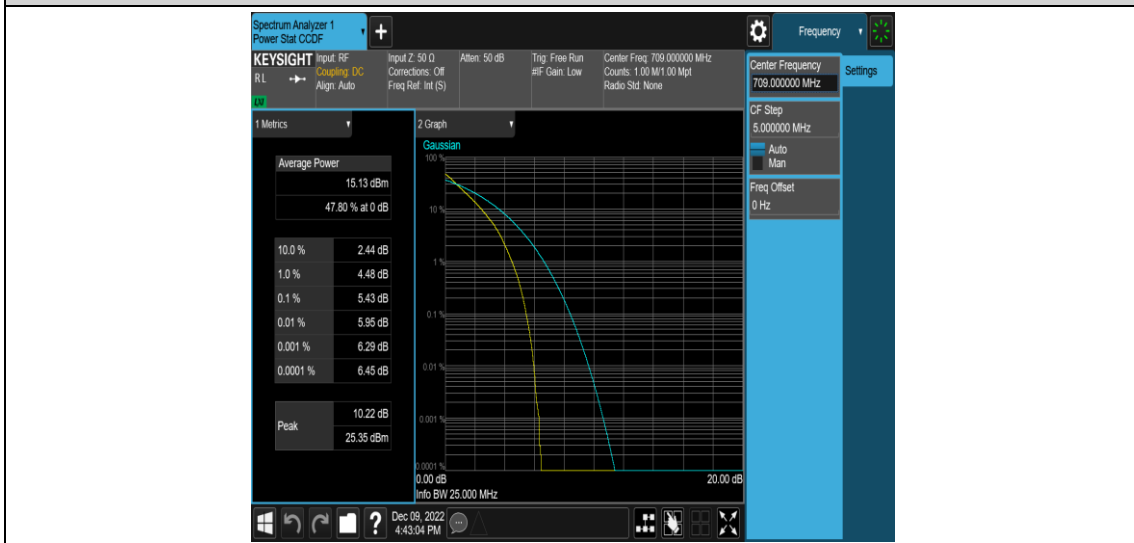 Spectrum Analyzer 1
Power Stat CCDF
+
Frequency
KEYSIGHT
RL
LXI
Input: RF
Coupling: DC
Align: Auto
Input Z: 50 Ω
Corrections: Off
Freq Ref: Int (S)
Atten: 50 dB
Trig: Free Run
#IF Gain: Low
Center Freq: 709.000000 MHz
Counts: 1.00 M/1.00 Mpt
Radio Std: None
Center Frequency
709.000000 MHz
Settings
CF Step
5.000000 MHz
Auto
Man
Freq Offset
0 Hz
1 Metrics
Average Power
15.13 dBm
47.80 % at 0 dB
10.0 % 2.44 dB
1.0 % 4.48 dB
0.1 % 5.43 dB
0.01 % 5.95 dB
0.001 % 6.29 dB
0.0001 % 6.45 dB
Peak
10.22 dB
25.35 dBm
2 Graph
Gaussian
100 %
10 %
1 %
0.1 %
0.01 %
0.001 %
0.0001 %
0.00 dB 20.00 dB
Info BW 25.000 MHz
?
Dec 09, 2022
4:43:04 PM